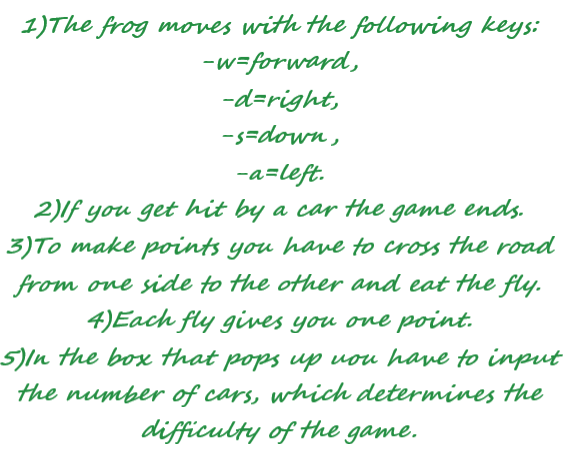 1)The frog moves with the following keys:
-w=forward,
-d=right,
-s=down,
-a=left.
2)If you get hit by a car the game ends.
3)To make points you have to cross the road
from one side to the other and eat the fly.
4)Each fly gives you one point.
5)In the box that pops up uou have to input
the number of cars, which determines the
difficulty of the game.